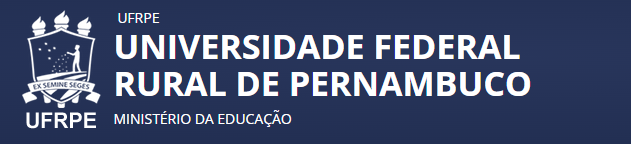 EX SEMINE SEGES
UFRPE
UFRPE
UNIVERSIDADE FEDERAL
RURAL DE PERNAMBUCO
MINISTÉRIO DA EDUCAÇÃO